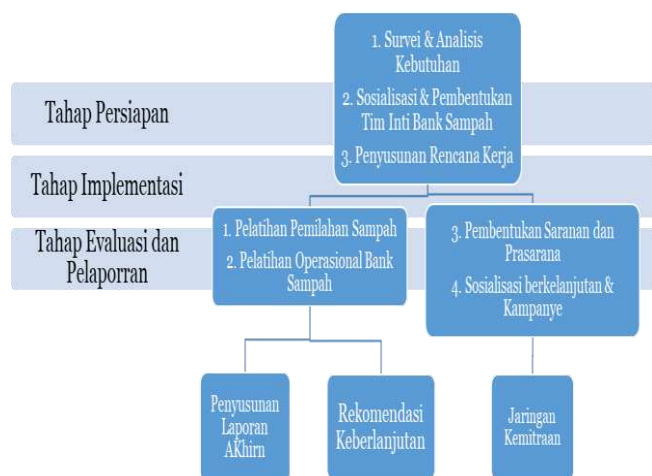 1. Survei & Analisis
Kebutuhan
2. Sosialisasi & Pembentukan
Tim Inti Bank Sampah
3. Penyusunan Rencana Kerja
Tahap Persiapan
Tahap Implementasi
Tahap Evaluasi dan
Pelaporran
1. Pelatihan Pemilahan Sampah
2. Pelatihan Operasional Bank
Sampah
3. Pembentukan Saranan dan
Prasarana
4. Sosialisasi berkelanjutan &
Kampanye
Penyusunan
Laporan
AKhirn
Rekomendasi
Keberlanjutan
Jaringan
Kemitraan